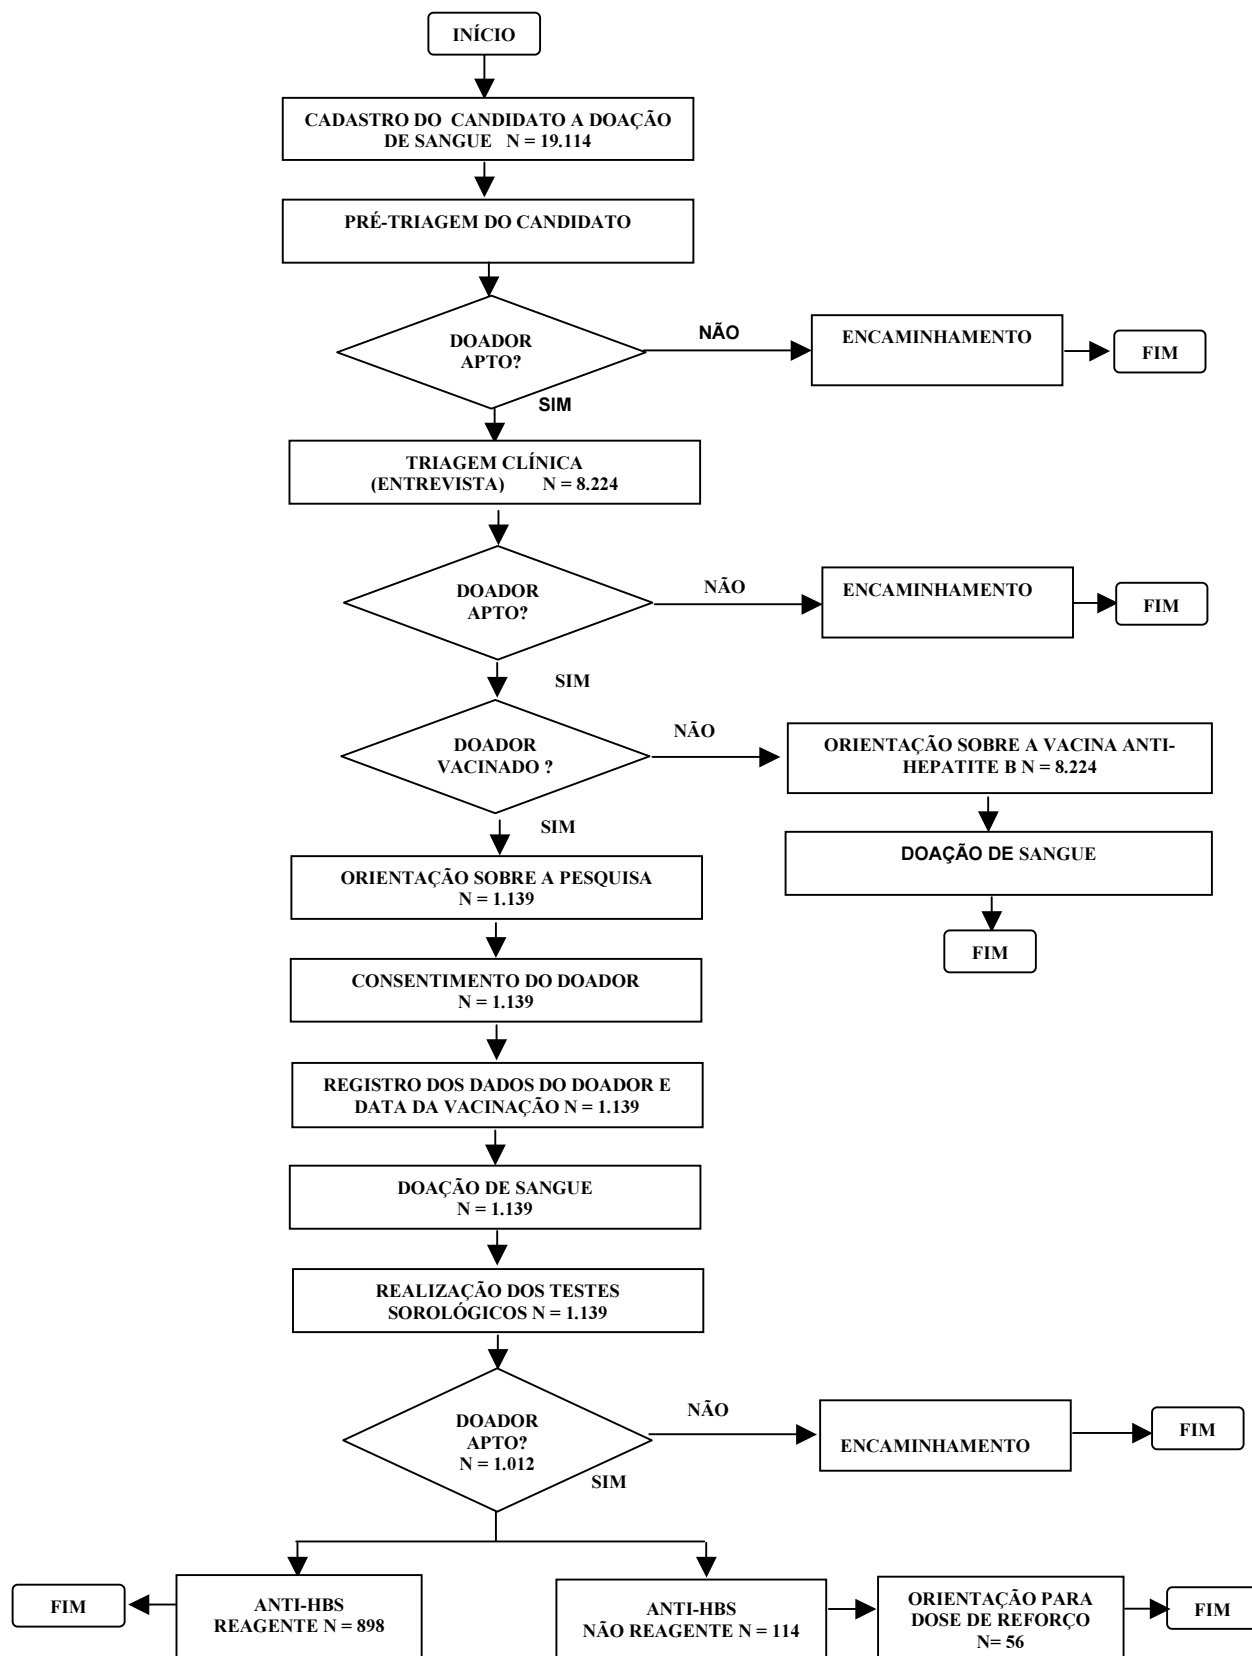 INÍCIO
CADASTRO DO CANDIDATO A DOAÇÃO
DE SANGUE N = 19.114
PRÉ-TRIAGEM DO CANDIDATO
DOADOR
APTO?
NÃO
ENCAMINHAMENTO
FIM
SIM
TRIAGEM CLÍNICA
(ENTREVISTA) N = 8.224
DOADOR
APTO?
NÃO
ENCAMINHAMENTO
FIM
SIM
DOADOR
VACINADO ?
NÃO
ORIENTAÇÃO SOBRE A VACINA ANTI-
HEPATITE B N = 8.224
DOAÇÃO DE SANGUE
FIM
SIM
ORIENTAÇÃO SOBRE A PESQUISA
N = 1.139
CONSENTIMENTO DO DOADOR
N = 1.139
REGISTRO DOS DADOS DO DOADOR E
DATA DA VACINAÇÃO N = 1.139
DOAÇÃO DE SANGUE
N = 1.139
REALIZAÇÃO DOS TESTES
SOROLÓGICOS N = 1.139
DOADOR
APTO?
N = 1.012
NÃO
ENCAMINHAMENTO
FIM
SIM
FIM
ANTI-HBS
REAGENTE N = 898
ANTI-HBS
NÃO REAGENTE N = 114
ORIENTAÇÃO PARA
DOSE DE REFORÇO
N= 56
FIM